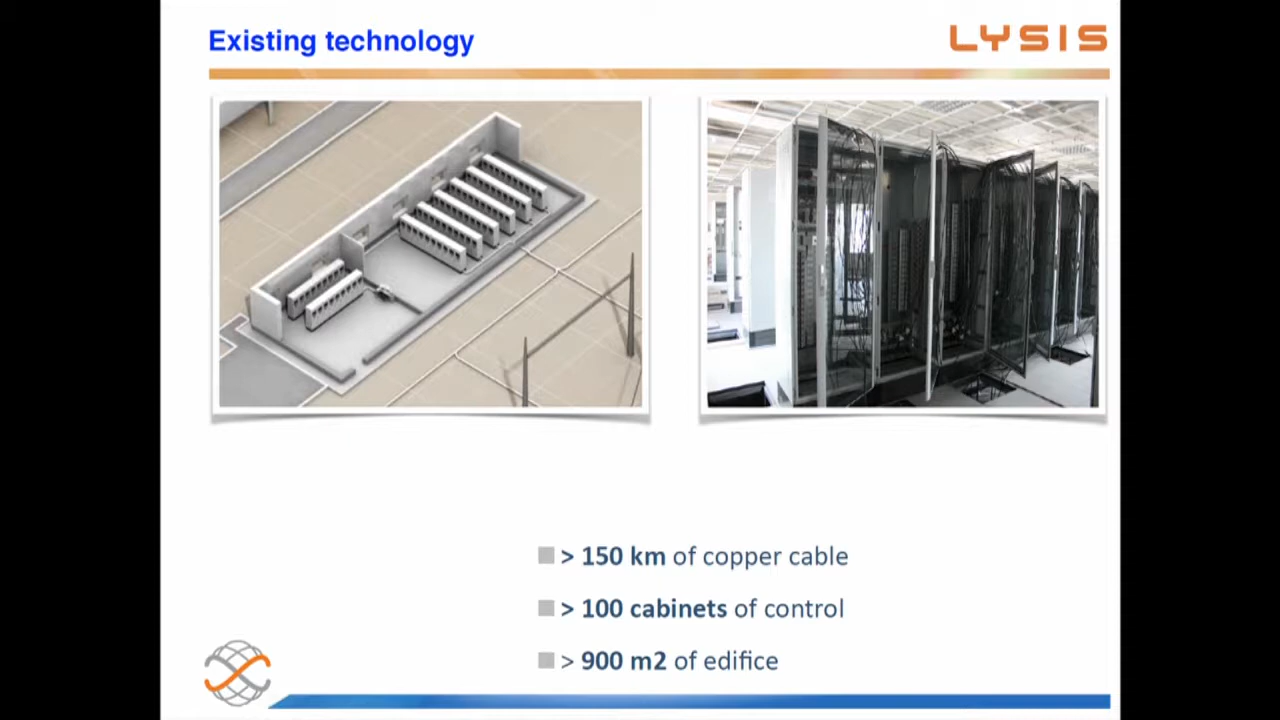 Existing technology
LYSIS
> 150 km of copper cable
> 100 cabinets of control
> 900 m2 of edifice